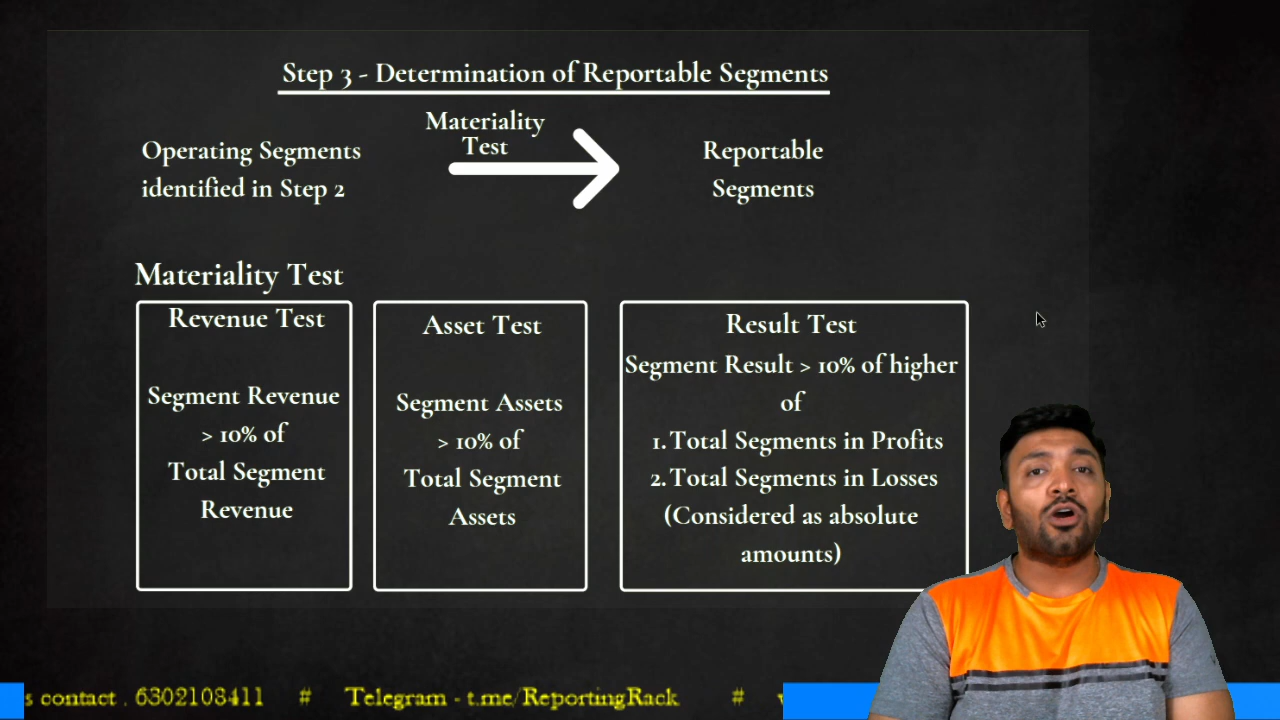 Step 3 - Determination of Reportable Segments
Materiality
Test
Operating Segments
identified in Step 2
Reportable
Segments
Materiality Test
Revenue Test
Segment Revenue
> 10% of
Total Segment
Revenue
Asset Test
Segment Assets
> 10% of
Total Segment
Assets
Result Test
Segment Result > 10% of higher
of
1. Total Segments in Profits
2. Total Segments in Losses
(Considered as absolute
amounts)
s contact . 6302108411 # Telegram - t.me/ReportingRack #